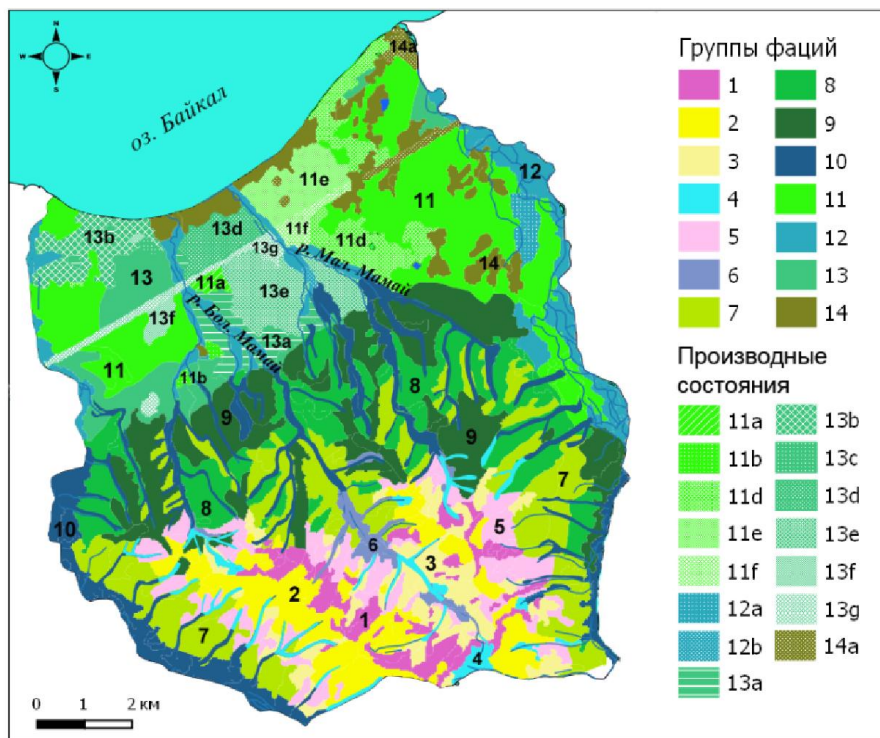 N
W E
S
оз. Байкал
14a
12
11e
11
13b
13d
11f
11d
13g
р. Мал. Мамай
13
11a
14
13e
13f
р. Бол. Мамай
13a
11
11b
8
9
9
7
10
8
5
6
3
2
1
7
4
0 1 2 км
Группы фаций
1 8
2 9
3 10
4 11
5 12
6 13
7 14
Производные
состояния
11a 13b
11b 13c
11d 13d
11e 13e
11f 13f
12a 13g
12b 14a
13a